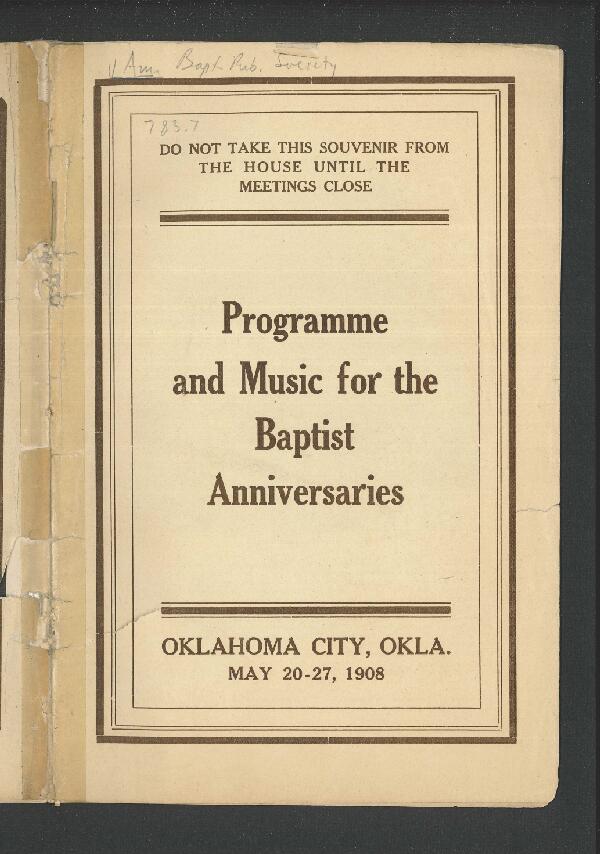 Am. Bapt. Pub. Society
783.7
DO NOT TAKE THIS SOUVENIR FROM
THE HOUSE UNTIL THE
MEETINGS CLOSE
Programme
and Music for the
Baptist
Anniversaries
OKLAHOMA CITY, OKLA.
MAY 20-27, 1908